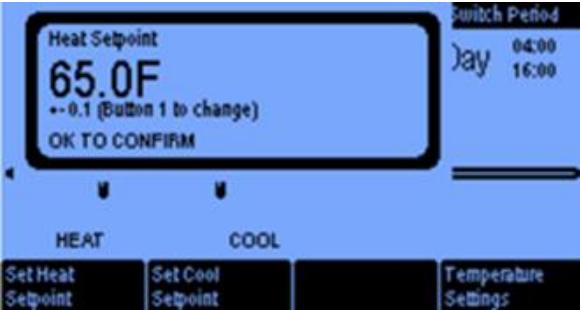 Heat Setpoint
65.0F
+- 0.1 (Button 1 to change)
OK TO CONFIRM
Switch Period
Day 04:00
16:00
HEAT COOL
Set Heat
Setpoint
Set Cool
Setpoint
Temperature
Settings